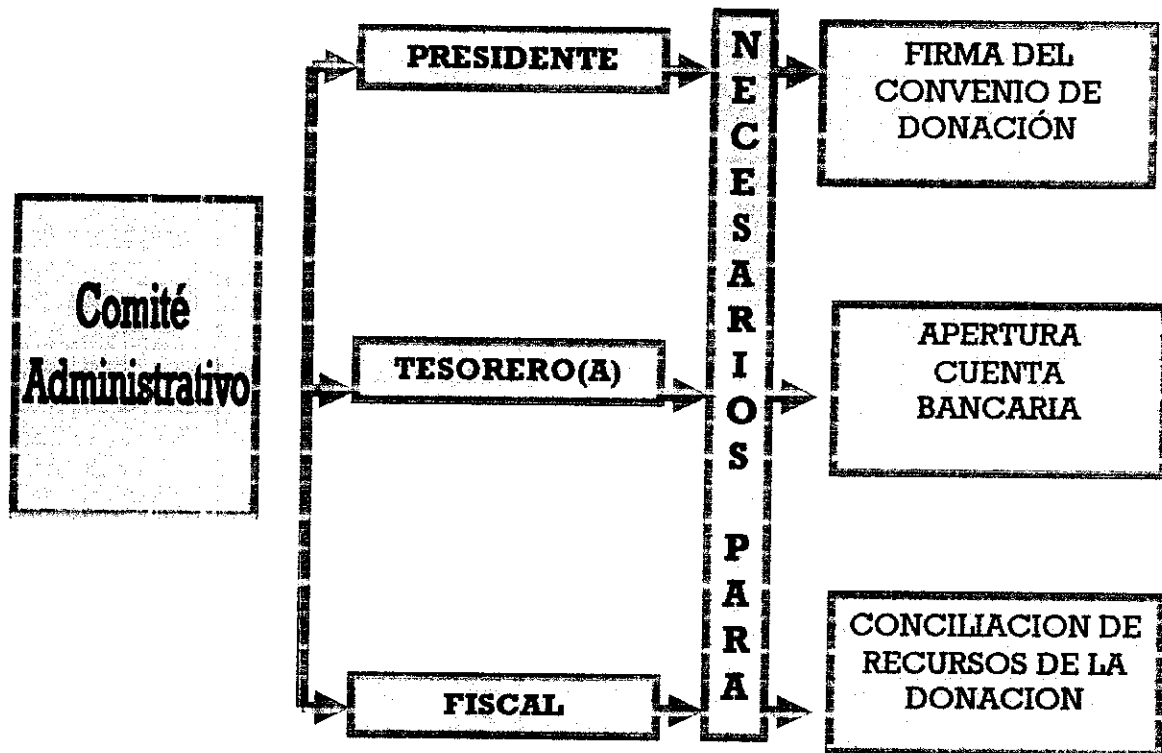 Comité
Administrativo
PRESIDENTE
TESORERO(A)
FISCAL
NECESARIOS PARA
FIRMA DEL
CONVENIO DE
DONACIÓN
APERTURA
CUENTA
BANCARIA
CONCILIACION DE
RECURSOS DE LA
DONACION